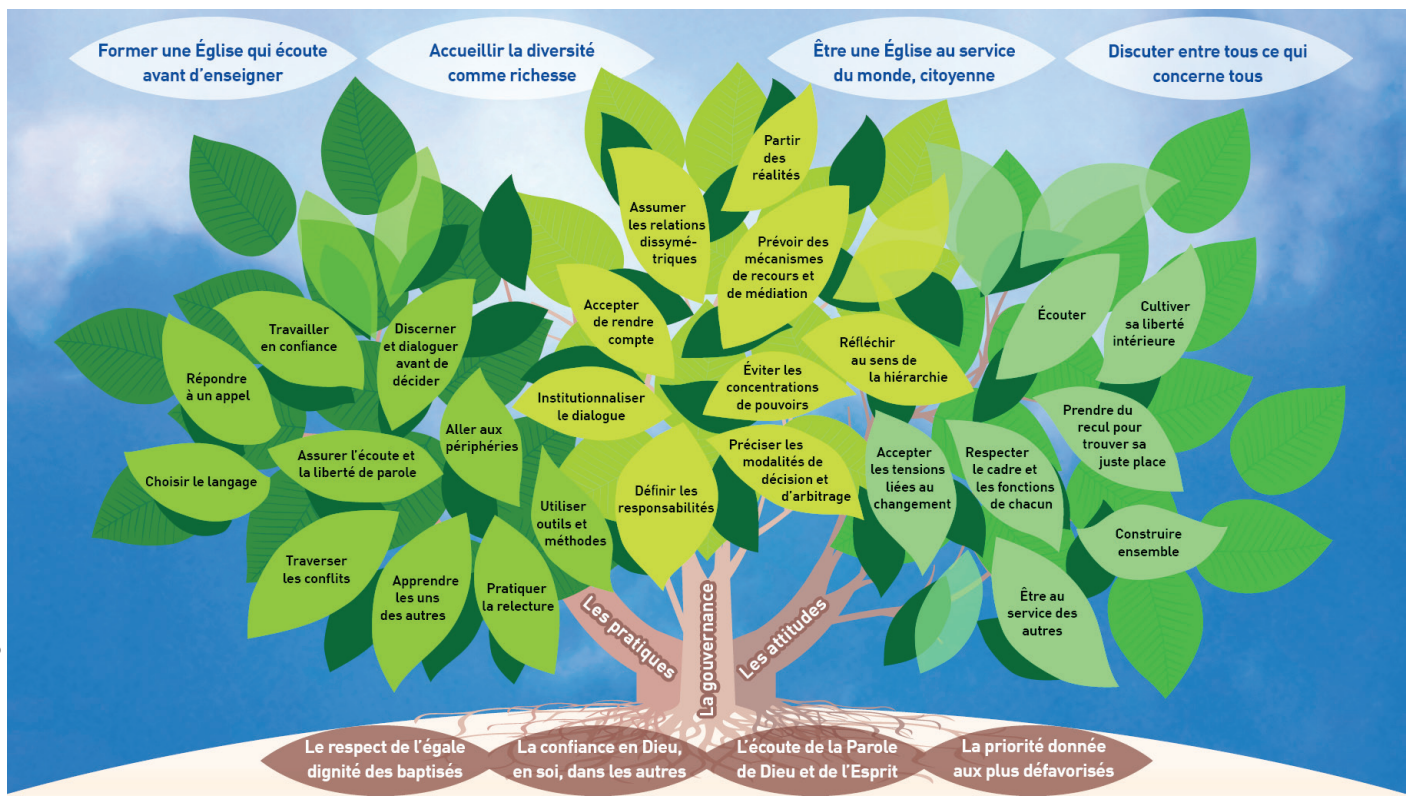 Former une Église qui écoute
avant d'enseigner
Accueillir la diversité
comme richesse
Être une Église au service
du monde, citoyenne
Discuter entre tous ce qui
concerne tous
Travailler
en confiance
Discerner
et dialoguer
avant de
décider
Répondre
à un appel
Aller aux
périphéries
Assurer l'écoute et
la liberté de parole
Choisir le langage
Utiliser
outils et
méthodes
Traverser
les conflits
Apprendre
les uns
des autres
Pratiquer
la relecture
Partir
des
réalités
Assumer
les relations
dissymé-
triques
Prévoir des
mécanismes
de recours et
de médiation
Accepter
de rendre
compte
Réfléchir
au sens de
la hiérarchie
Éviter les
concentrations
de pouvoirs
Institutionnaliser
le dialogue
Préciser les
modalités de
décision et
d'arbitrage
Définir les
responsabilités
Écouter
Cultiver
sa liberté
intérieure
Prendre du
recul pour
trouver sa
juste place
Accepter
les tensions
liées au
changement
Respecter
le cadre et
les fonctions
de chacun
Construire
ensemble
Être au
service des
autres
Les pratiques
La gouvernance
Les attitudes
Le respect de l'égale
dignité des baptisés
La confiance en Dieu,
en soi, dans les autres
L'écoute de la Parole
de Dieu et de l'Esprit
La priorité donnée
aux plus défavorisés